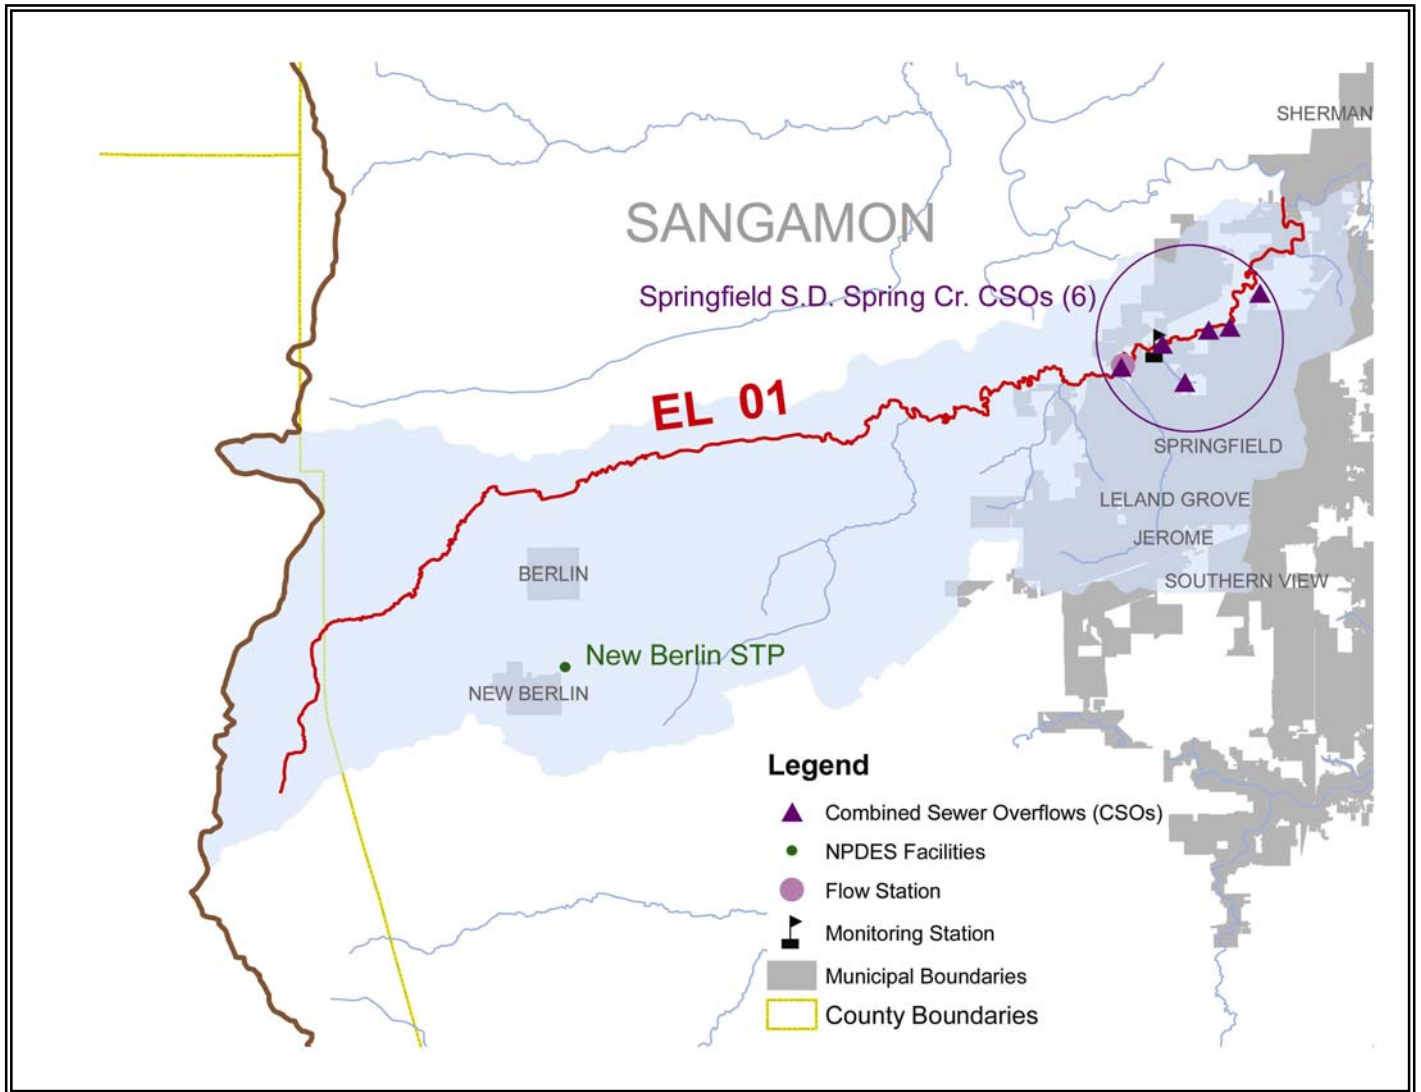 SHERMAN
SANGAMON
Springfield S.D. Spring Cr. CSOs (6)
EL 01
SPRINGFIELD
LELAND GROVE
JEROME
BERLIN
SOUTHERN VIEW
New Berlin STP
NEW BERLIN
Legend
Combined Sewer Overflows (CSOs)
NPDES Facilities
Flow Station
Monitoring Station
Municipal Boundaries
County Boundaries